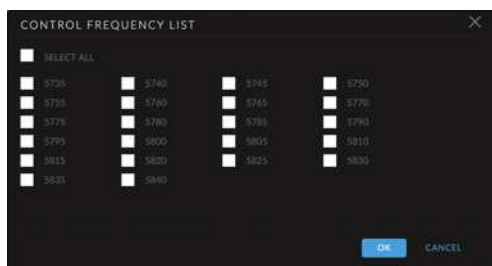 CONTROL FREQUENCY LIST
SELECT ALL
5735 5740 5745 5750
5755 5760 5765 5770
5775 5780 5785 5790
5795 5800 5805 5810
5815 5820 5825 5830
5835 5840
OK CANCEL